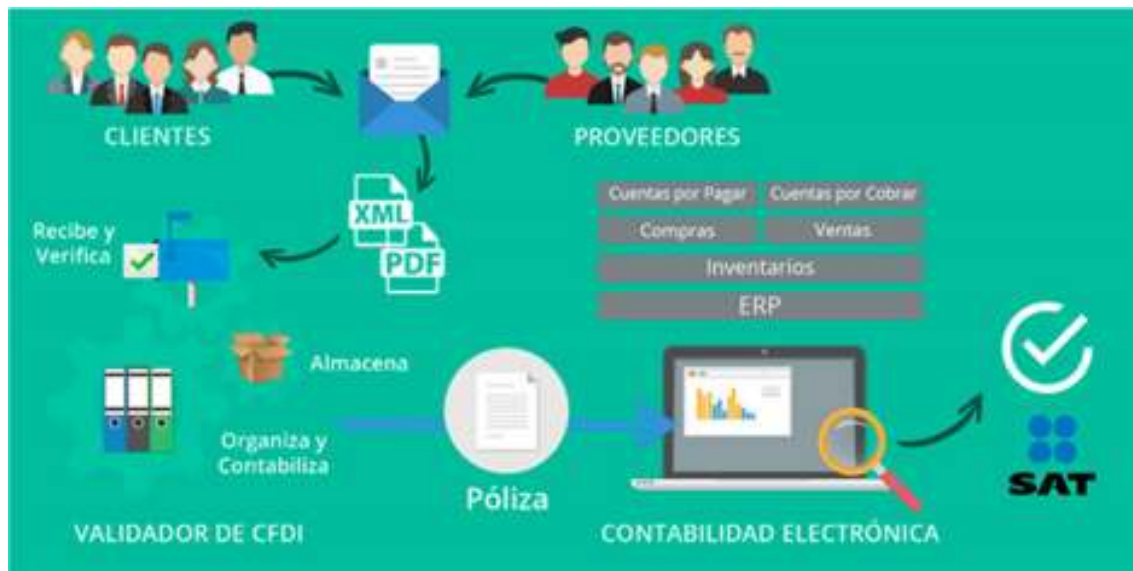 CLIENTES
PROVEEDORES
XML
PDF
Recibe y
Verifica
Cuentas por Pagar
Cuentas por Cobrar
Compras
Ventas
Inventarios
ERP
Almacena
Organiza y
Contabiliza
Póliza
SAT
VALIDADOR DE CFDI
CONTABILIDAD ELECTRÓNICA